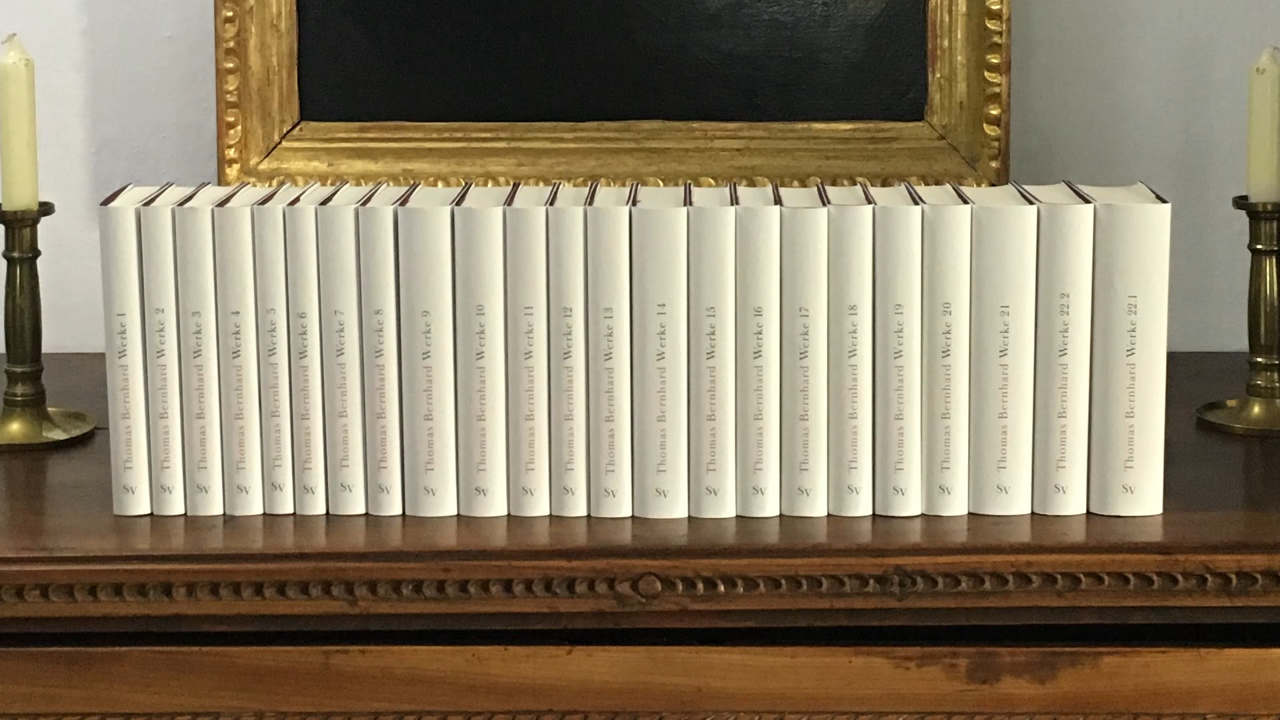 Thomas Bernhard Werke 1
SV
Thomas Bernhard Werke 2
SV
Thomas Bernhard Werke 3
SV
Thomas Bernhard Werke 4
SV
Thomas Bernhard Werke 5
SV
Thomas Bernhard Werke 6
SV
Thomas Bernhard Werke 7
SV
Thomas Bernhard Werke 8
SV
Thomas Bernhard Werke 9
SV
Thomas Bernhard Werke 10
SV
Thomas Bernhard Werke 11
SV
Thomas Bernhard Werke 12
SV
Thomas Bernhard Werke 13
SV
Thomas Bernhard Werke 14
SV
Thomas Bernhard Werke 15
SV
Thomas Bernhard Werke 16
SV
Thomas Bernhard Werke 17
SV
Thomas Bernhard Werke 18
SV
Thomas Bernhard Werke 19
SV
Thomas Bernhard Werke 20
SV
Thomas Bernhard Werke 21
SV
Thomas Bernhard Werke 22.2
SV
Thomas Bernhard Werke 22.1
SV